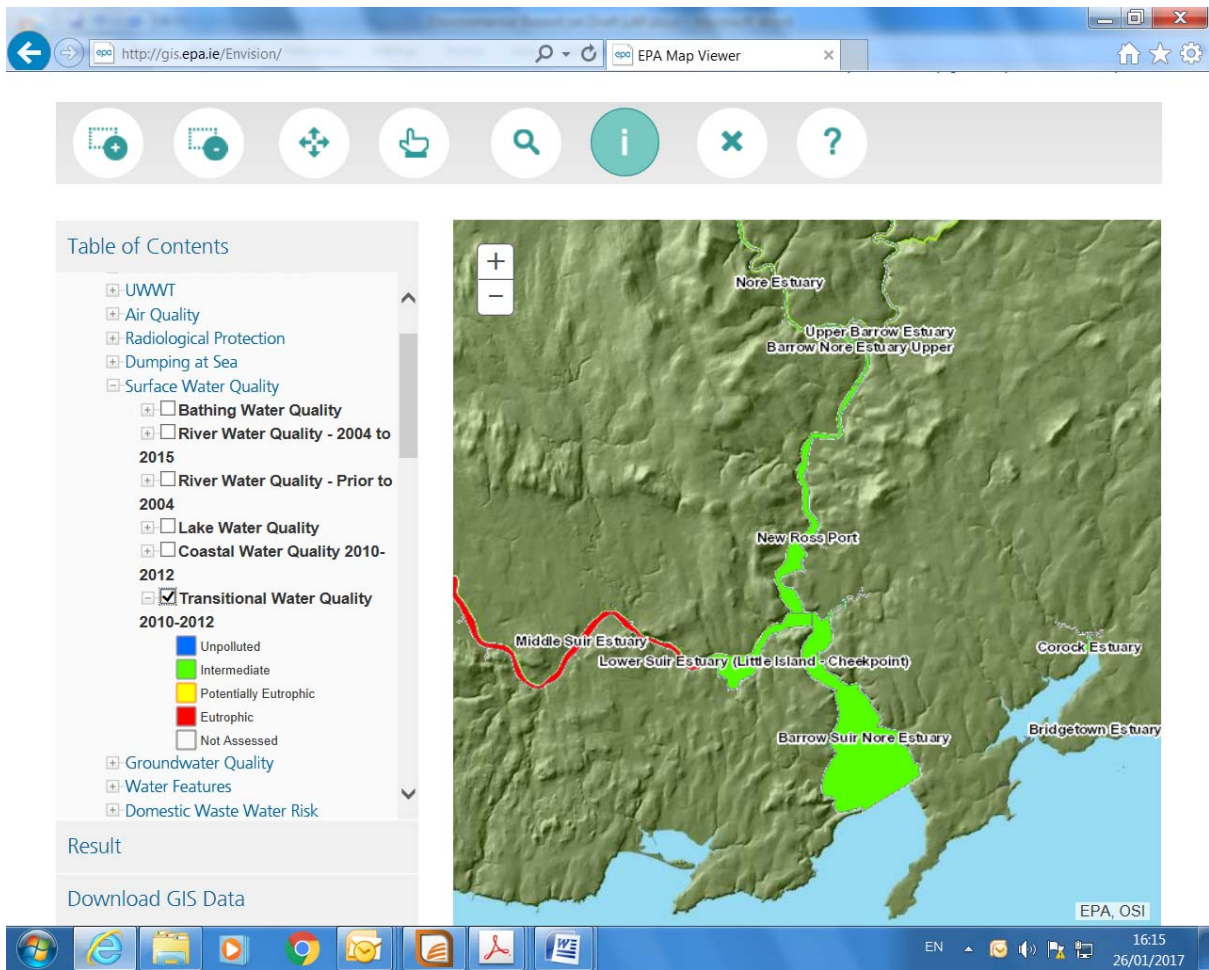 http://gis.epa.ie/Envision/
epa EPA Map Viewer
i
?
Table of Contents
UWWT
Air Quality
Radiological Protection
Dumping at Sea
Surface Water Quality
Bathing Water Quality
River Water Quality - 2004 to
2015
River Water Quality - Prior to
2004
Lake Water Quality
Coastal Water Quality 2010-
2012
Transitional Water Quality
2010-2012
Unpolluted
Intermediate
Potentially Eutrophic
Eutrophic
Not Assessed
Groundwater Quality
Water Features
Domestic Waste Water Risk
Result
Download GIS Data
Nore Estuary
Upper Barrow Estuary
Barrow Nore Estuary Upper
New Ross Port
Middle Suir Estuary
Lower Suir Estuary (Little Island - Cheekpoint)
Corock Estuary
Bridgetown Estuary
Barrow Suir Nore Estuary
EPA, OSI
EN
16:15
26/01/2017